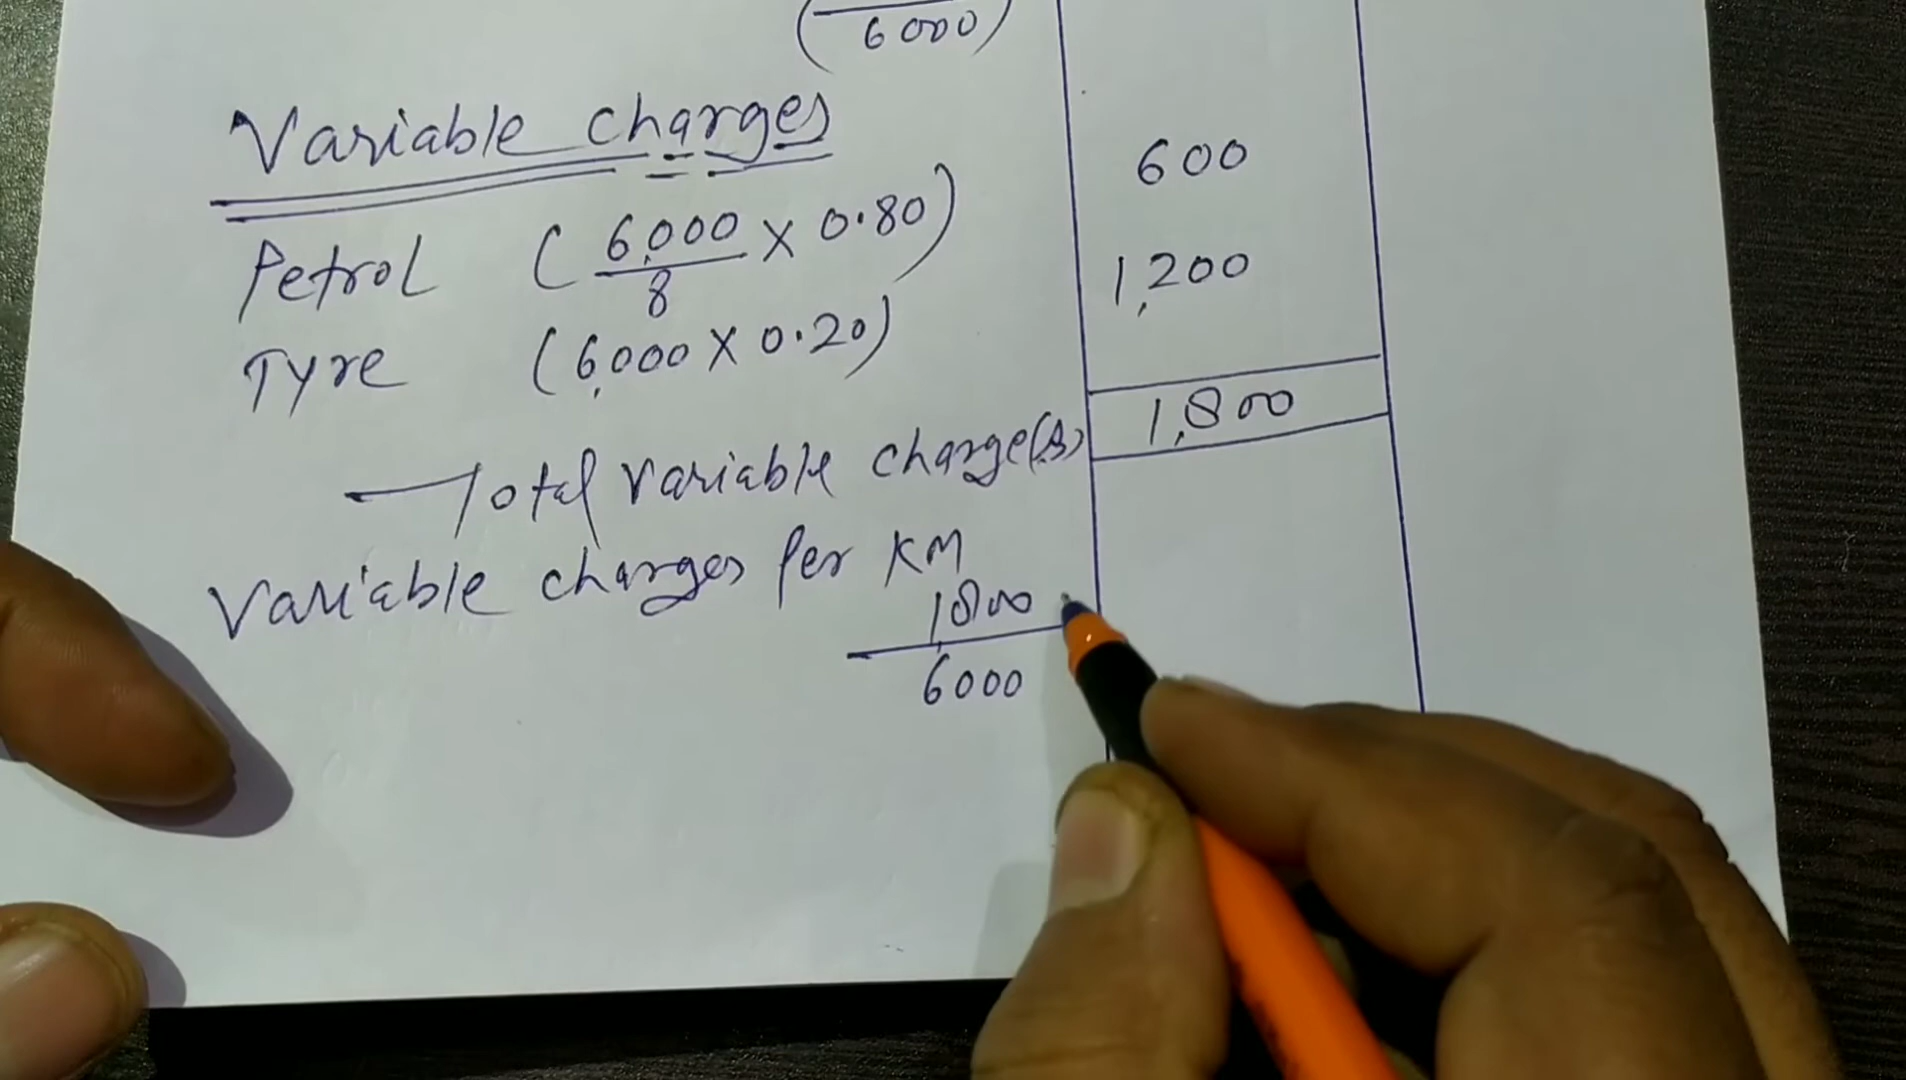 (6000)
Variable charges 600
Petrol (6,000/8 × 0.80) 1,200
Tyre (6,000 × 0.20)
Total variable charge(s) 1,800
Variable charges per KM
1800
6000